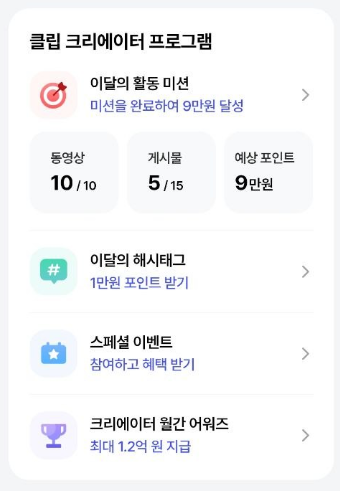 클립 크리에이터 프로그램
이달의 활동 미션
미션을 완료하여 9만원 달성
동영상 게시물 예상 포인트
10 / 10 5 / 15 9만원
#
이달의 해시태그
1만원 포인트 받기
스페셜 이벤트
참여하고 혜택 받기
크리에이터 월간 어워즈
최대 1.2억 원 지급